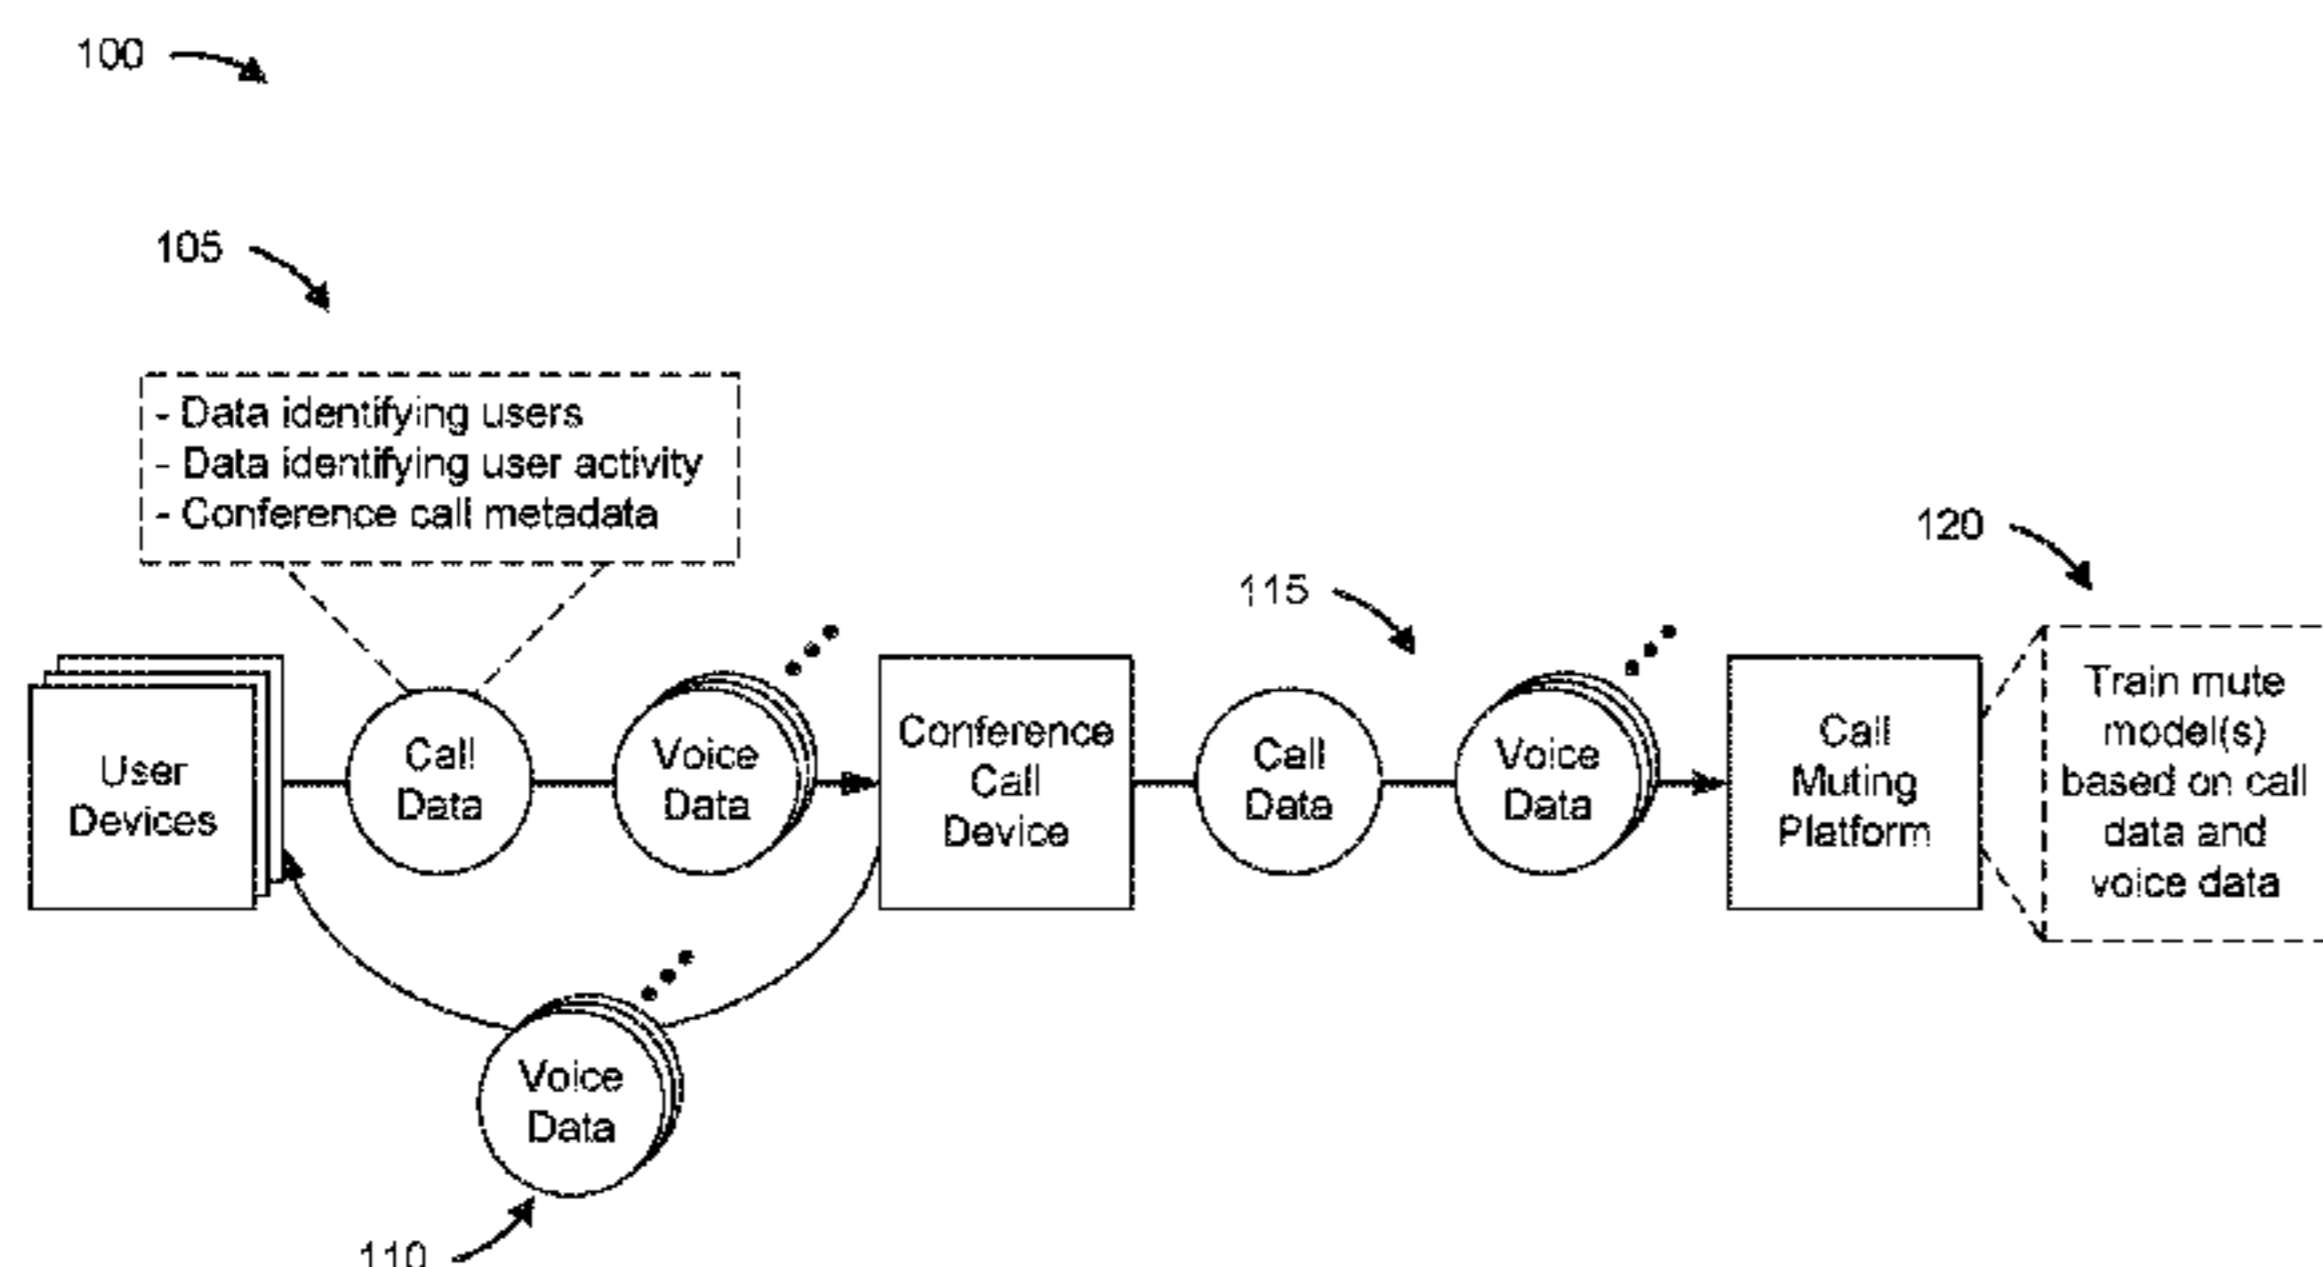 100
105
- Data identifying users
- Data identifying user activity
- Conference call metadata
User
Devices
Call
Data
Voice
Data
Conference
Call
Device
115
Call
Data
Voice
Data
Call
Muting
Platform
120
Train mute
model(s)
based on call
data and
voice data
Voice
Data
110